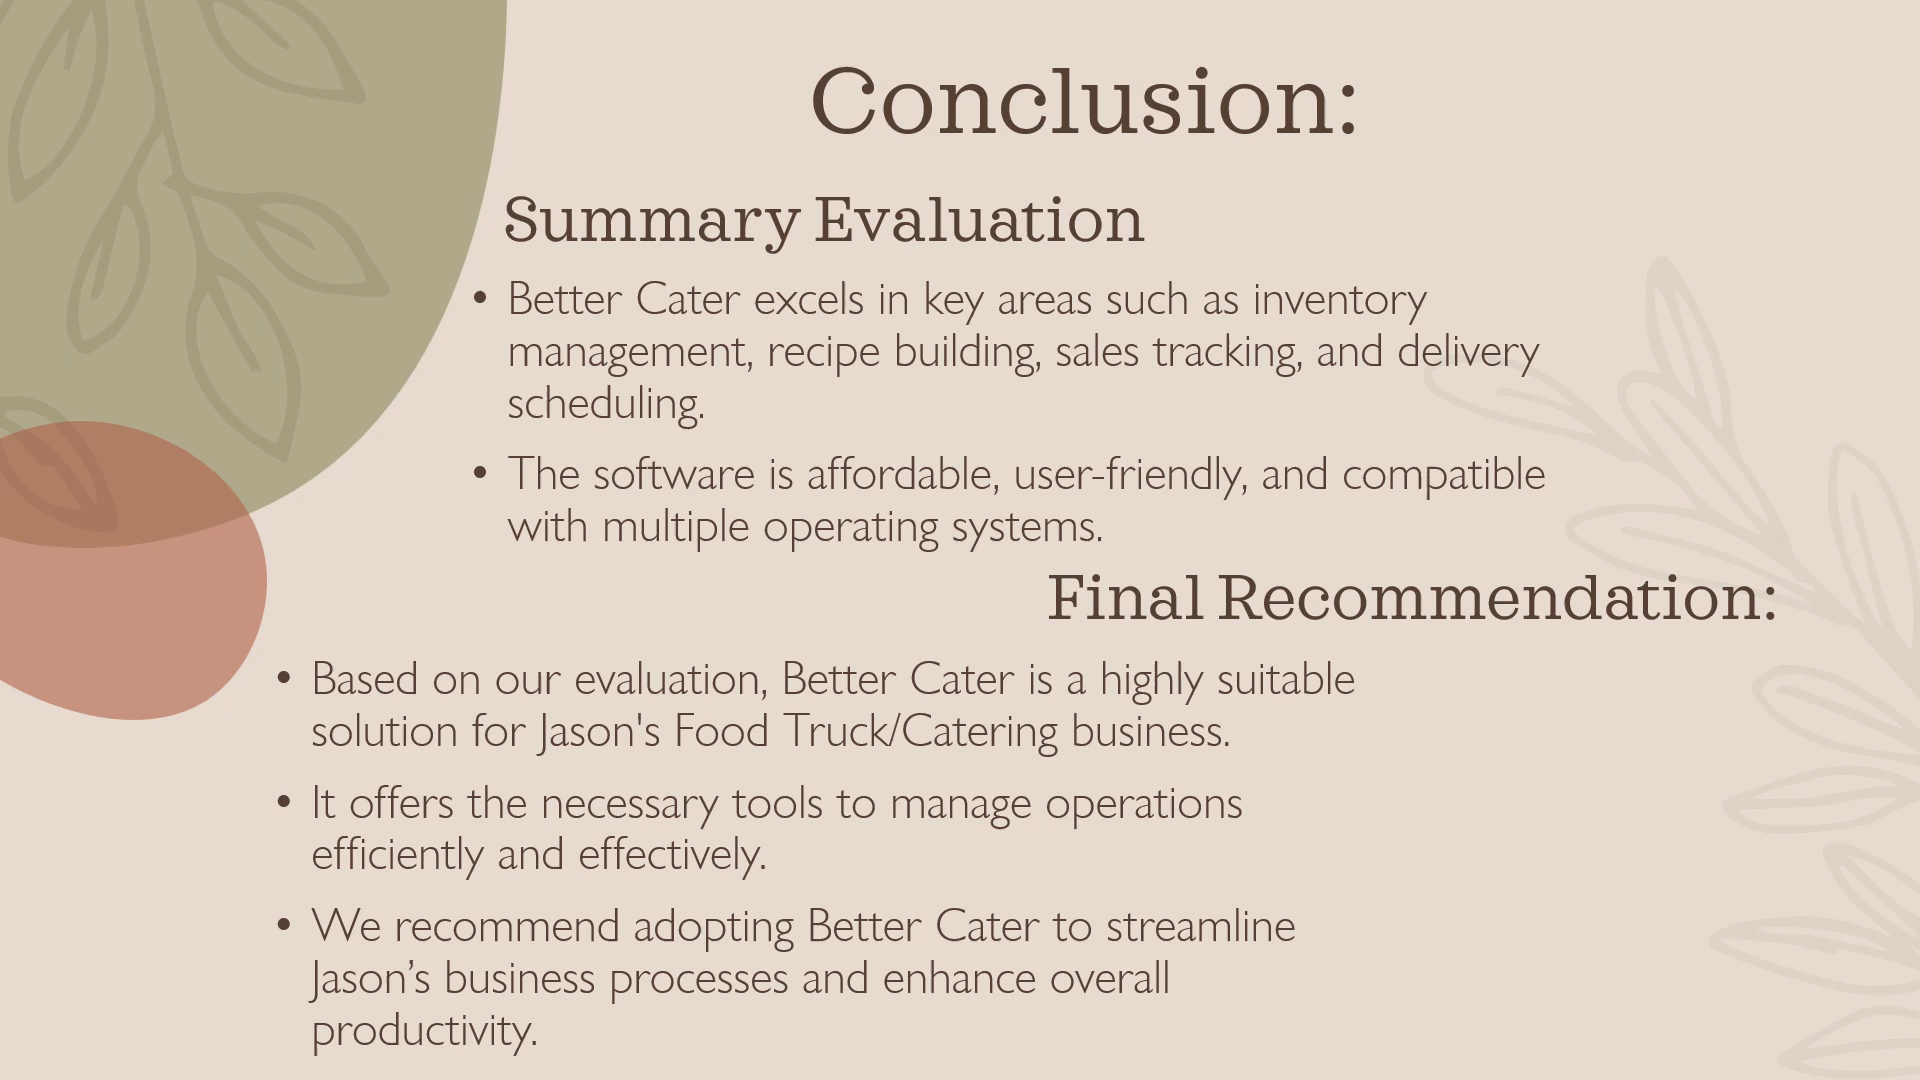 Conclusion:
Summary Evaluation
• Better Cater excels in key areas such as inventory
management, recipe building, sales tracking, and delivery
scheduling.
• The software is affordable, user-friendly, and compatible
with multiple operating systems.
Final Recommendation:
• Based on our evaluation, Better Cater is a highly suitable
solution for Jason's Food Truck/Catering business.
• It offers the necessary tools to manage operations
efficiently and effectively.
• We recommend adopting Better Cater to streamline
Jason’s business processes and enhance overall
productivity.